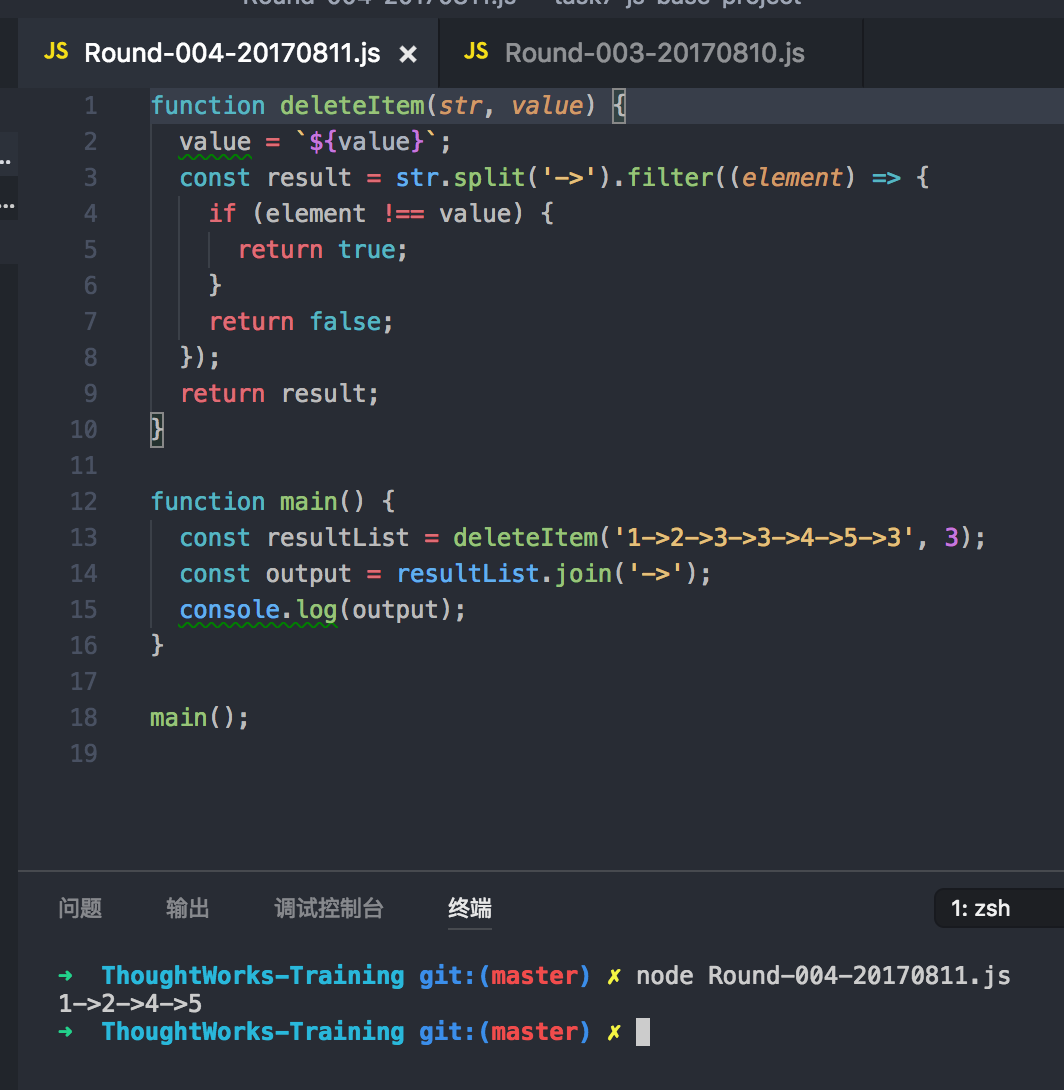 Round-004-20170811.js — task7-js-base-project
JS Round-004-20170811.js × JS Round-003-20170810.js
1 function deleteItem(str, value) {
2   value = `${value}`;
3   const result = str.split('->').filter((element) => {
4     if (element !== value) {
5       return true;
6     }
7     return false;
8   });
9   return result;
10 }
11
12 function main() {
13   const resultList = deleteItem('1->2->3->3->4->5->3', 3);
14   const output = resultList.join('->');
15   console.log(output);
16 }
17
18 main();
19
问题 输出 调试控制台 终端 1: zsh
➜  ThoughtWorks-Training git:(master) ✗ node Round-004-20170811.js
1->2->4->5
➜  ThoughtWorks-Training git:(master) ✗